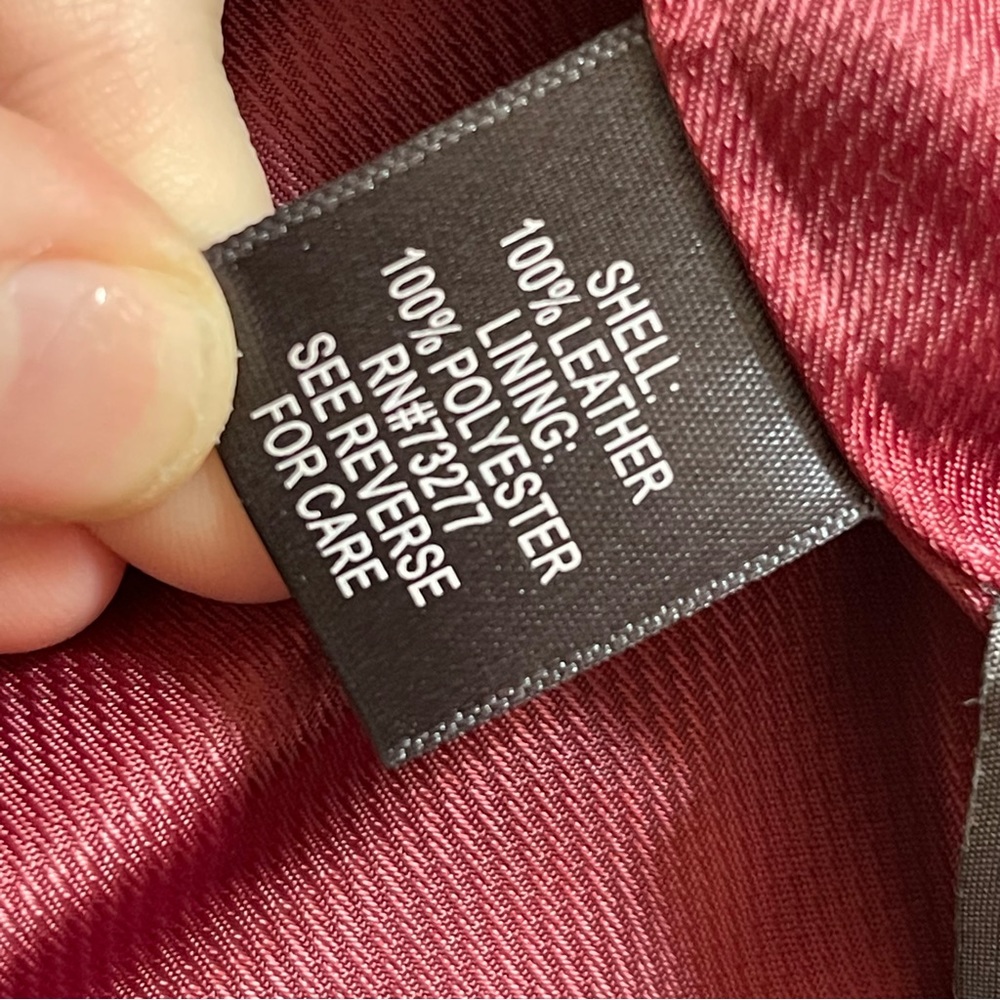 SHELL:
100% LEATHER
LINING:
100% POLYESTER
RN#73277
SEE REVERSE
FOR CARE